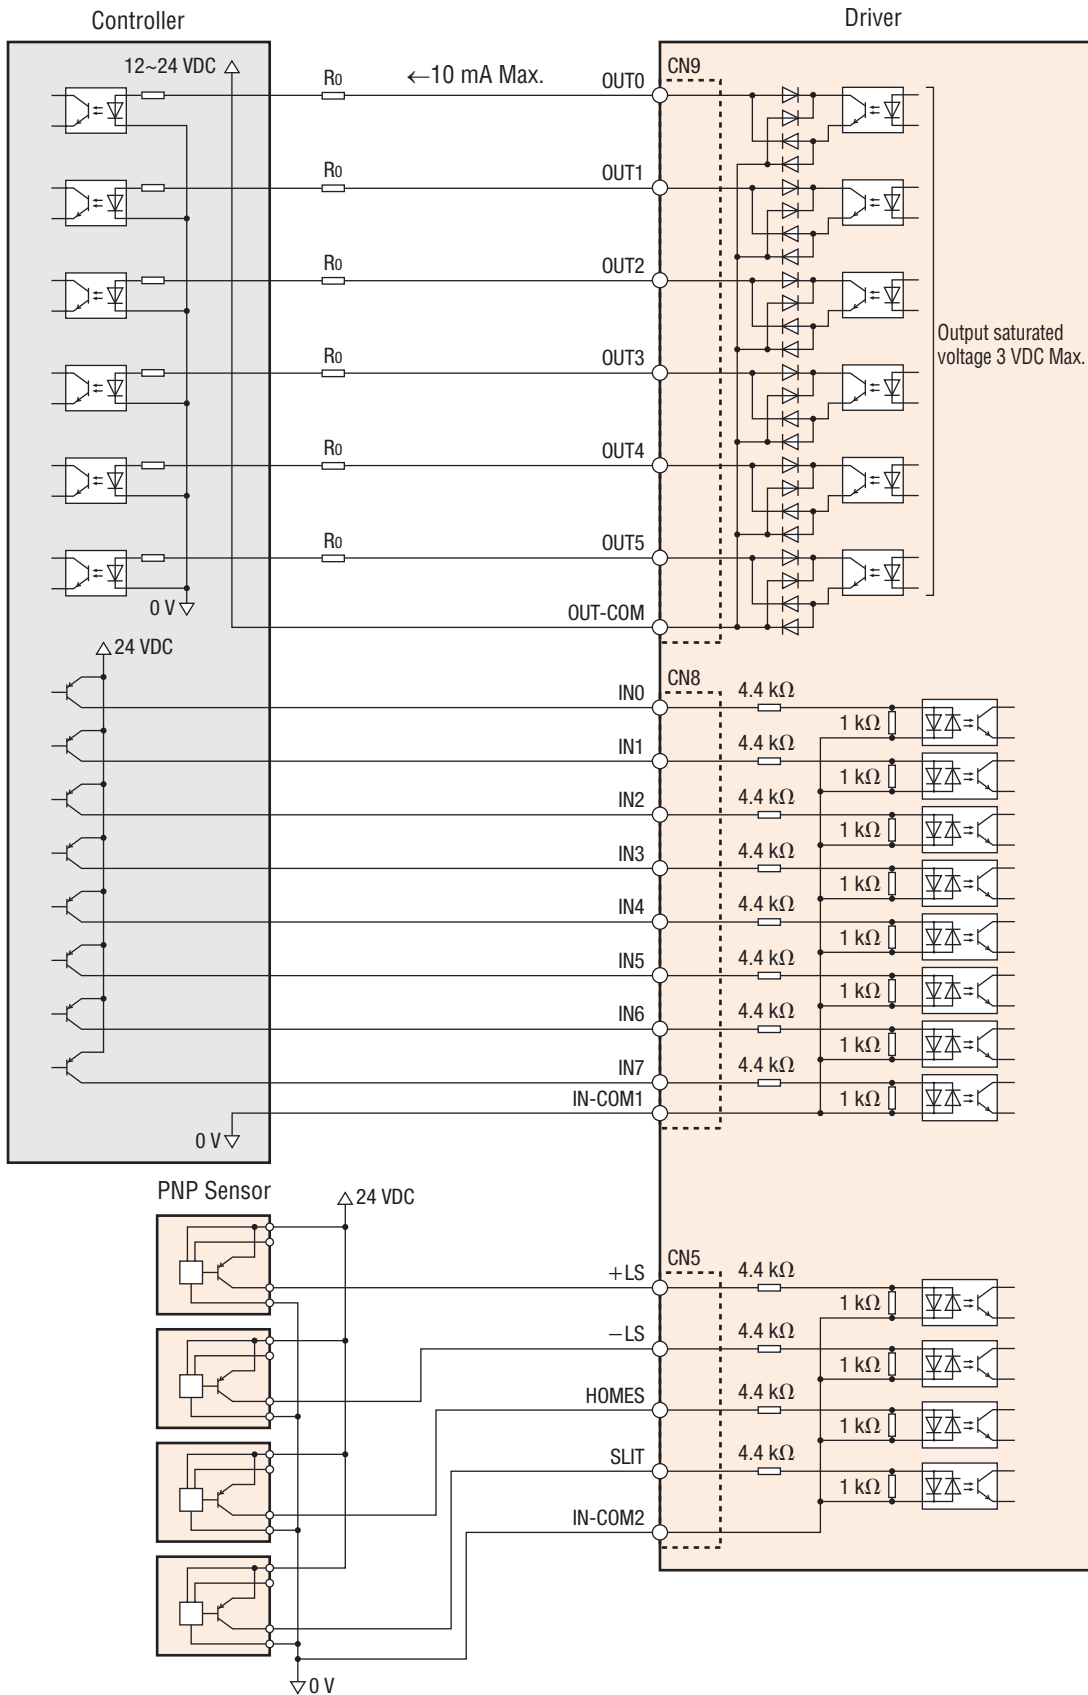 Controller
Driver
12~24 VDC
R0
←10 mA Max.
OUT0
CN9
R0
OUT1
R0
OUT2
Output saturated
voltage 3 VDC Max.
R0
OUT3
R0
OUT4
R0
OUT5
0 V
OUT-COM
24 VDC
CN8
IN0
4.4 kΩ
1 kΩ
IN1
4.4 kΩ
1 kΩ
IN2
4.4 kΩ
1 kΩ
IN3
4.4 kΩ
1 kΩ
IN4
4.4 kΩ
1 kΩ
IN5
4.4 kΩ
1 kΩ
IN6
4.4 kΩ
1 kΩ
IN7
4.4 kΩ
1 kΩ
IN-COM1
0 V
PNP Sensor
24 VDC
CN5
+LS
4.4 kΩ
1 kΩ
−LS
4.4 kΩ
1 kΩ
HOMES
4.4 kΩ
1 kΩ
SLIT
4.4 kΩ
1 kΩ
IN-COM2
0 V